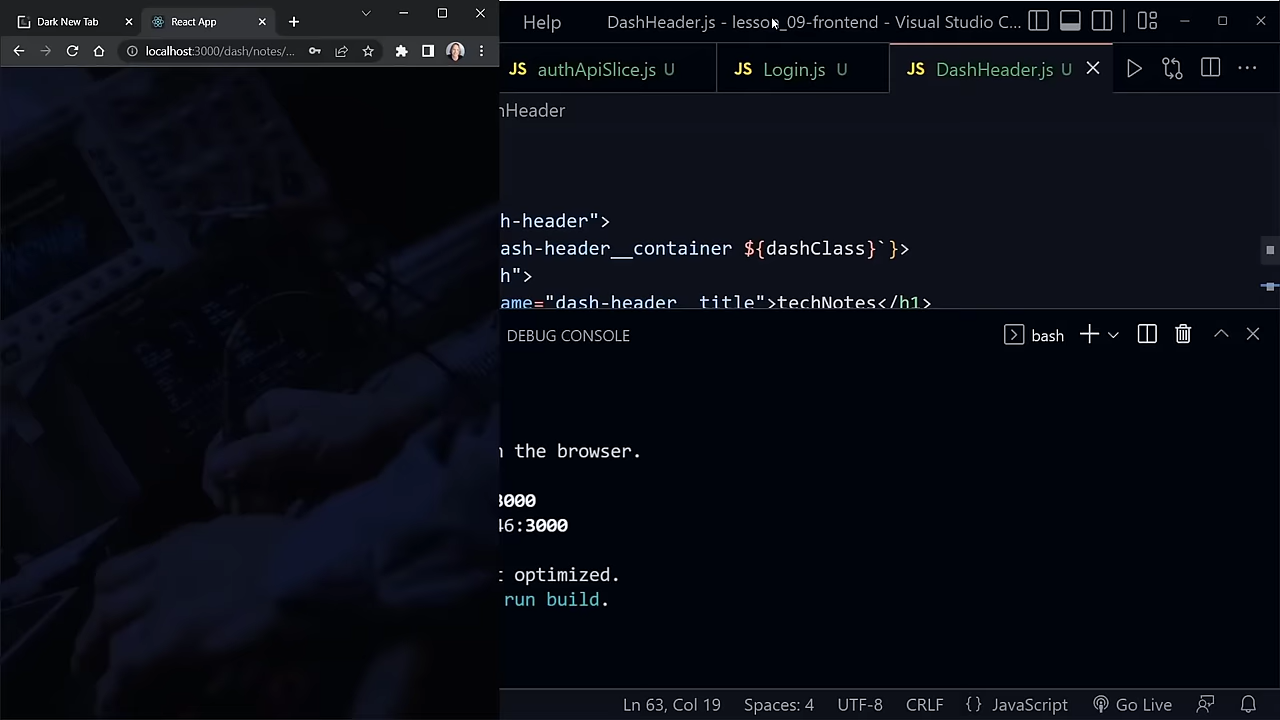 Dark New Tab
React App
localhost:3000/dash/notes/...
Help
DashHeader.js - lesson_09-frontend - Visual Studio C...
JS authApiSlice.js U
JS Login.js U
JS DashHeader.js U
hHeader
h-header">
ash-header__container ${dashClass}`}>
h">
ame="dash-header__title">techNotes</h1>
DEBUG CONSOLE
bash
n the browser.
3000
46:3000
t optimized.
run build.
Ln 63, Col 19
Spaces: 4
UTF-8
CRLF
{} JavaScript
Go Live